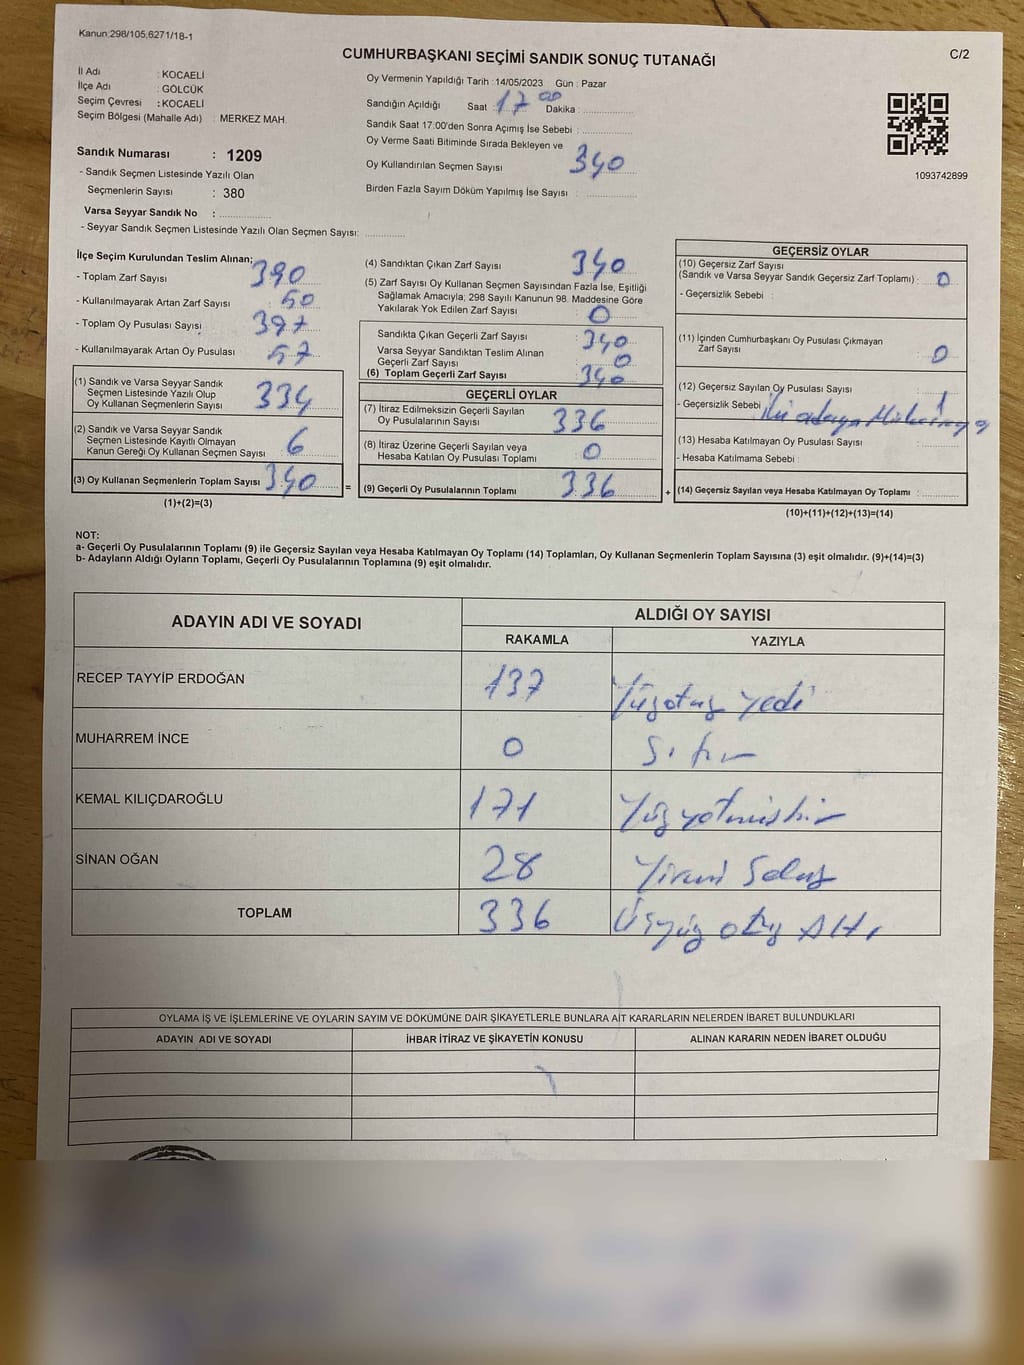 Kanun:298/105,6271/18-1
C/2
CUMHURBAŞKANI SEÇİMİ SANDIK SONUÇ TUTANAĞI
İl Adı : KOCAELİ
İlçe Adı : GÖLCÜK
Seçim Çevresi : KOCAELİ
Seçim Bölgesi (Mahalle Adı) : MERKEZ MAH.
Sandık Numarası : 1209
- Sandık Seçmen Listesinde Yazılı Olan
Seçmenlerin Sayısı : 380
Varsa Seyyar Sandık No :
- Seyyar Sandık Seçmen Listesinde Yazılı Olan Seçmen Sayısı:
Oy Vermenin Yapıldığı Tarih :14/05/2023 Gün : Pazar
Sandığın Açıldığı Saat : 17 00 Dakika :
Sandık Saat 17:00'den Sonra Açımış İse Sebebi :
Oy Verme Saati Bitiminde Sırada Bekleyen ve
Oy Kullandırılan Seçmen Sayısı 340
Birden Fazla Sayım Döküm Yapılmış İse Sayısı :
1093742899
İlçe Seçim Kurulundan Teslim Alınan;
- Toplam Zarf Sayısı 390
- Kullanılmayarak Artan Zarf Sayısı 50
- Toplam Oy Pusulası Sayısı 397
- Kullanılmayarak Artan Oy Pusulası 57
(1) Sandık ve Varsa Seyyar Sandık
Seçmen Listesinde Yazılı Olup
Oy Kullanan Seçmenlerin Sayısı 334
(2) Sandık ve Varsa Seyyar Sandık
Seçmen Listesinde Kayıtlı Olmayan
Kanun Gereği Oy Kullanan Seçmen Sayısı 6
(3) Oy Kullanan Seçmenlerin Toplam Sayısı 340 =
(1)+(2)=(3)
(4) Sandıktan Çıkan Zarf Sayısı 340
(5) Zarf Sayısı Oy Kullanan Seçmen Sayısından Fazla İse, Eşitliği
Sağlamak Amacıyla; 298 Sayılı Kanunun 98. Maddesine Göre
Yakılarak Yok Edilen Zarf Sayısı 0
Sandıkta Çıkan Geçerli Zarf Sayısı 340
Varsa Seyyar Sandıktan Teslim Alınan
Geçerli Zarf Sayısı 0
(6) Toplam Geçerli Zarf Sayısı 340
GEÇERLİ OYLAR
(7) İtiraz Edilmeksizin Geçerli Sayılan
Oy Pusulalarının Sayısı 336
(8) İtiraz Üzerine Geçerli Sayılan veya
Hesaba Katılan Oy Pusulası Toplamı 0
(9) Geçerli Oy Pusulalarının Toplamı 336 +
GEÇERSİZ OYLAR
(10) Geçersiz Zarf Sayısı
(Sandık ve Varsa Seyyar Sandık Geçersiz Zarf Toplamı) : 0
- Geçersizlik Sebebi :
(11) İçinden Cumhurbaşkanı Oy Pusulası Çıkmayan
Zarf Sayısı 0
(12) Geçersiz Sayılan Oy Pusulası Sayısı 1
- Geçersizlik Sebebi iki adaya
(13) Hesaba Katılmayan Oy Pusulası Sayısı :
- Hesaba Katılmama Sebebi :
(14) Geçersiz Sayılan veya Hesaba Katılmayan Oy Toplamı :
(10)+(11)+(12)+(13)=(14)
NOT:
a- Geçerli Oy Pusulalarının Toplamı (9) ile Geçersiz Sayılan veya Hesaba Katılmayan Oy Toplamı (14) Toplamları, Oy Kullanan Seçmenlerin Toplam Sayısına (3) eşit olmalıdır. (9)+(14)=(3)
b- Adayların Aldığı Oyların Toplamı, Geçerli Oy Pusulalarının Toplamına (9) eşit olmalıdır.
ADAYIN ADI VE SOYADI ALDIĞI OY SAYISI
RAKAMLA YAZIYLA
RECEP TAYYİP ERDOĞAN 137 Yüzotuz yedi
MUHARREM İNCE 0 Sıfır
KEMAL KILIÇDAROĞLU 171 Yüzyetmişbir
SİNAN OĞAN 28 Yirmi Sekiz
TOPLAM 336 Üçyüz otuz Altı
OYLAMA İŞ VE İŞLEMLERİNE VE OYLARIN SAYIM VE DÖKÜMÜNE DAİR ŞİKAYETLERLE BUNLARA AİT KARARLARIN NELERDEN İBARET BULUNDUKLARI
ADAYIN ADI VE SOYADI İHBAR İTİRAZ VE ŞİKAYETİN KONUSU ALINAN KARARIN NEDEN İBARET OLDUĞU